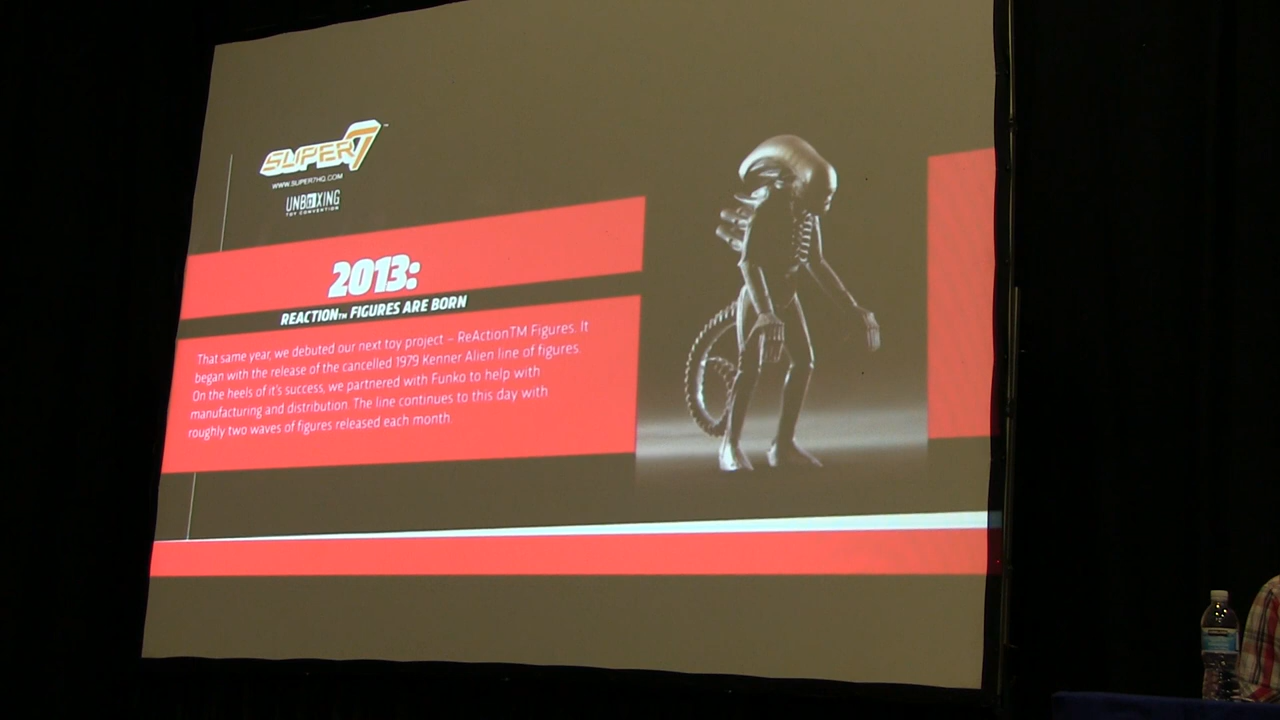 SUPER7™
WWW.SUPER7HQ.COM
UNBOXING
TOY CONVENTION
2013:
REACTION™ FIGURES ARE BORN
That same year, we debuted our next toy project – ReActionTM Figures. It
began with the release of the cancelled 1979 Kenner Alien line of figures.
On the heels of it's success, we partnered with Funko to help with
manufacturing and distribution. The line continues to this day with
roughly two waves of figures released each month.